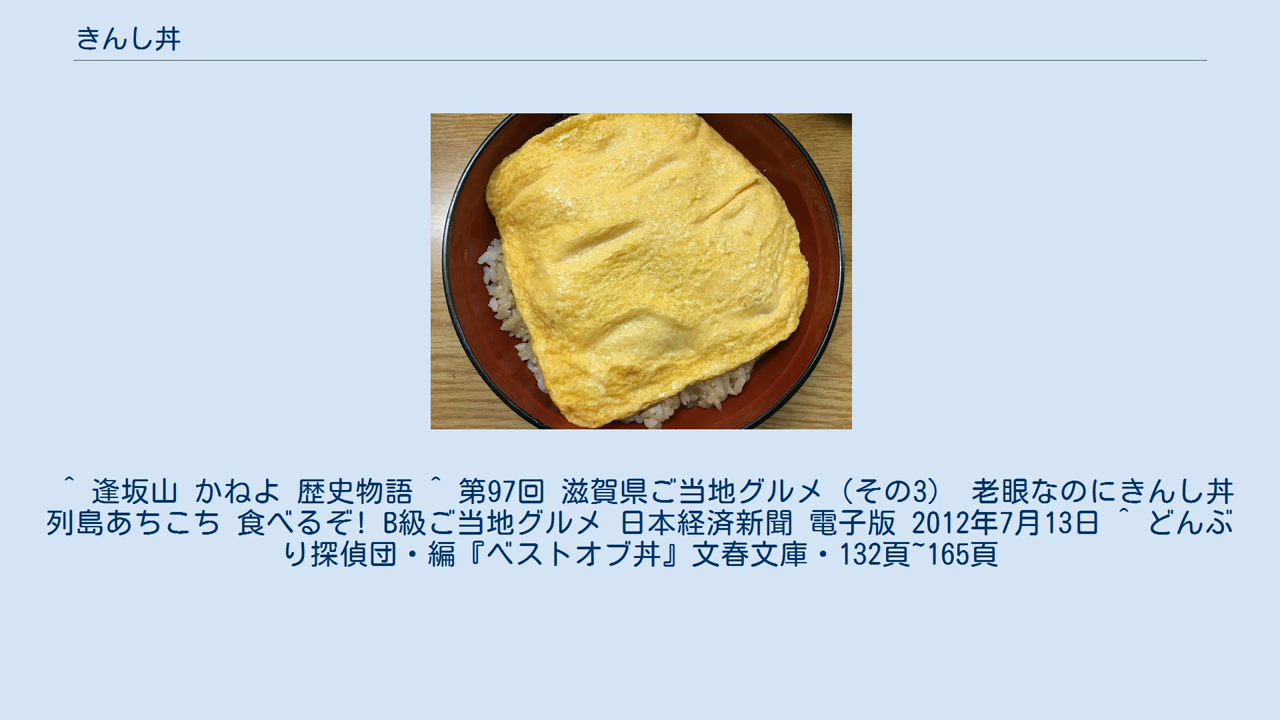 きんし丼
^ 逢坂山 かねよ 歴史物語 ^ 第97回 滋賀県ご当地グルメ（その3） 老眼なのにきんし丼
列島あちこち 食べるぞ! B級ご当地グルメ 日本経済新聞 電子版 2012年7月13日 ^ どんぶ
り探偵団・編『ベストオブ丼』文春文庫・132頁~165頁